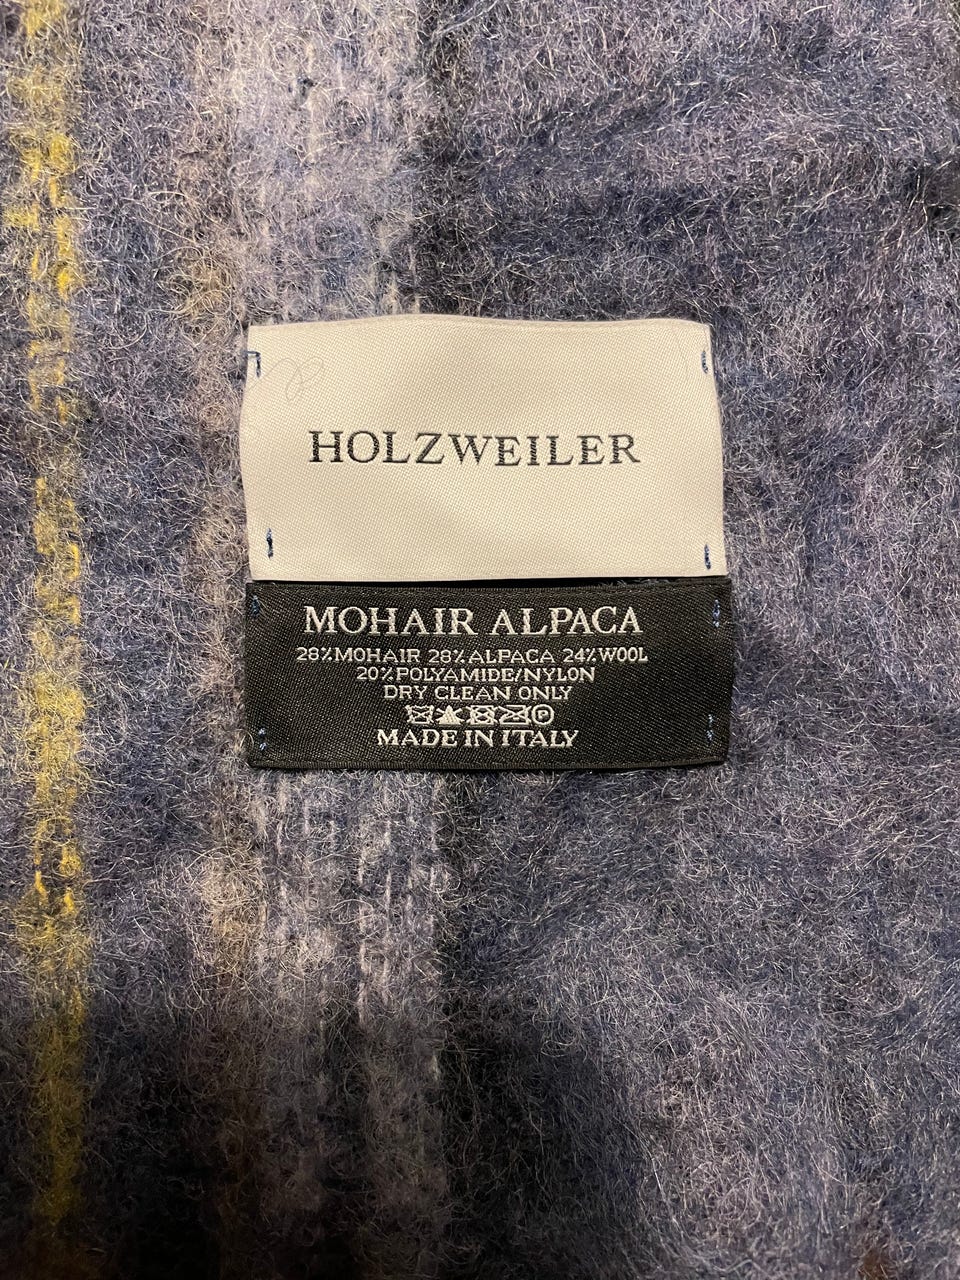 HOLZWEILER
MOHAIR ALPACA
28%MOHAIR 28%ALPACA 24%WOOL
20%POLYAMIDE/NYLON
DRY CLEAN ONLY
P
MADE IN ITALY